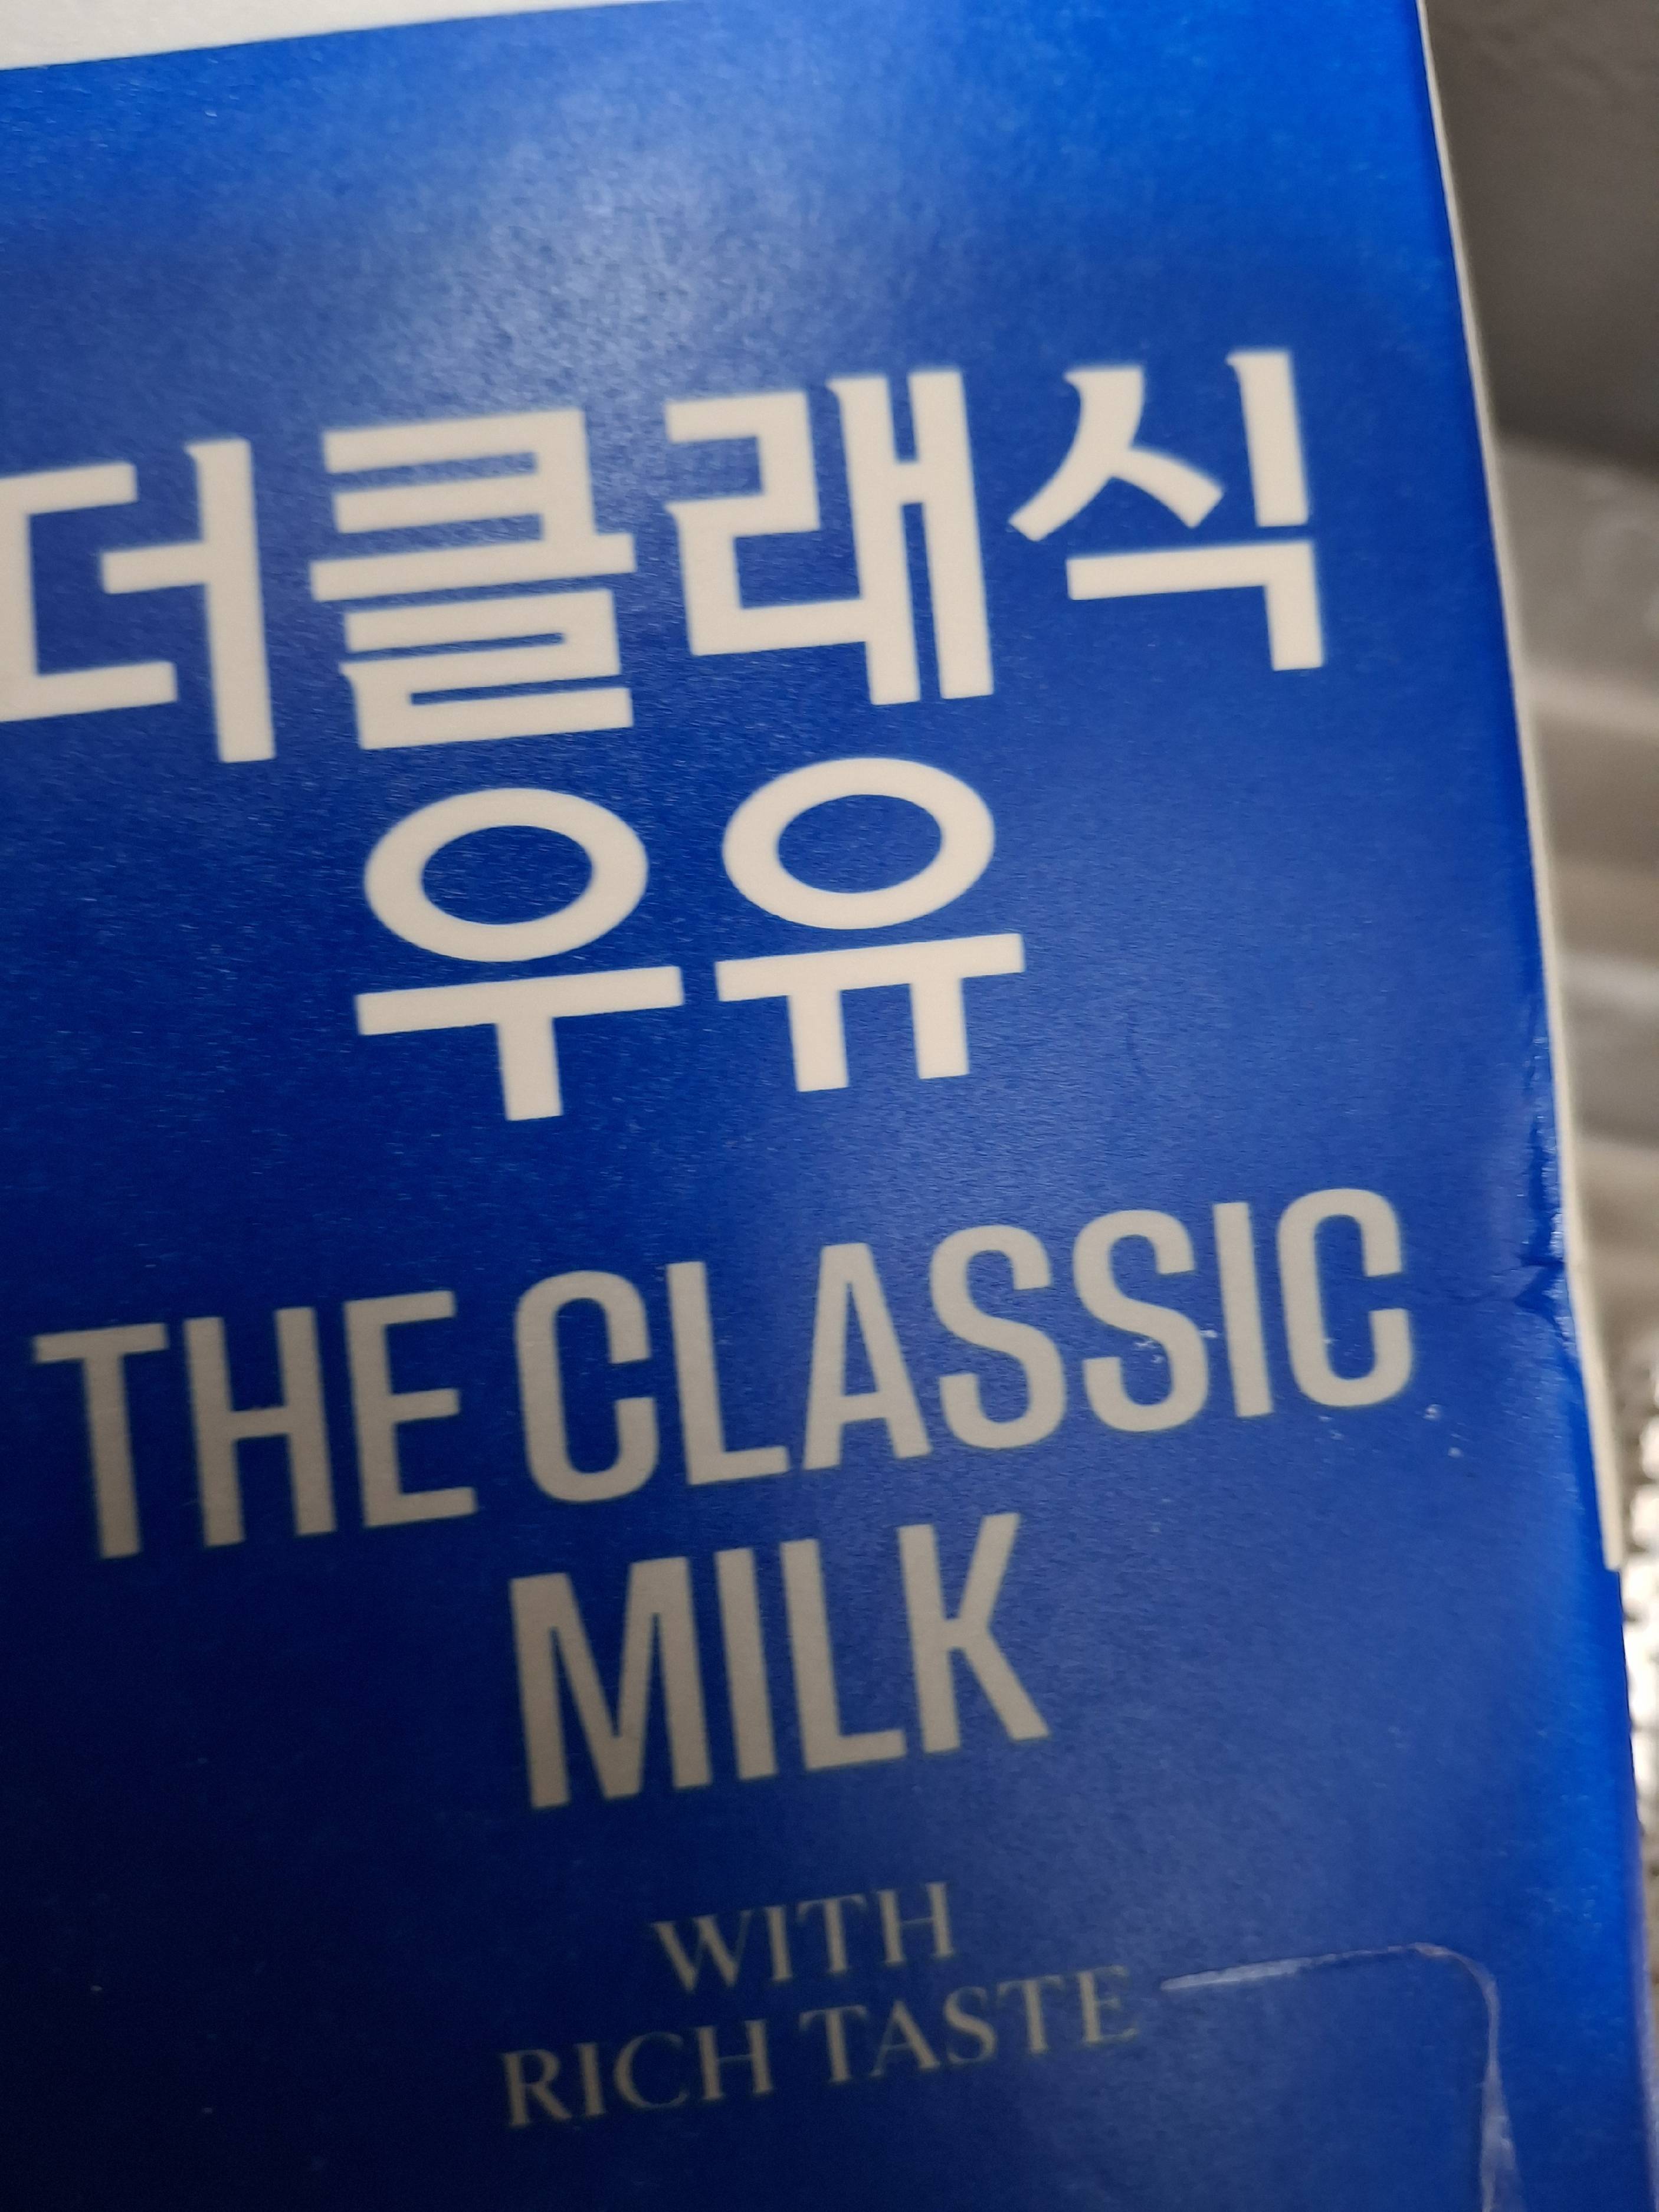 더클래식
우유
THE CLASSIC
MILK
WITH
RICH TASTE